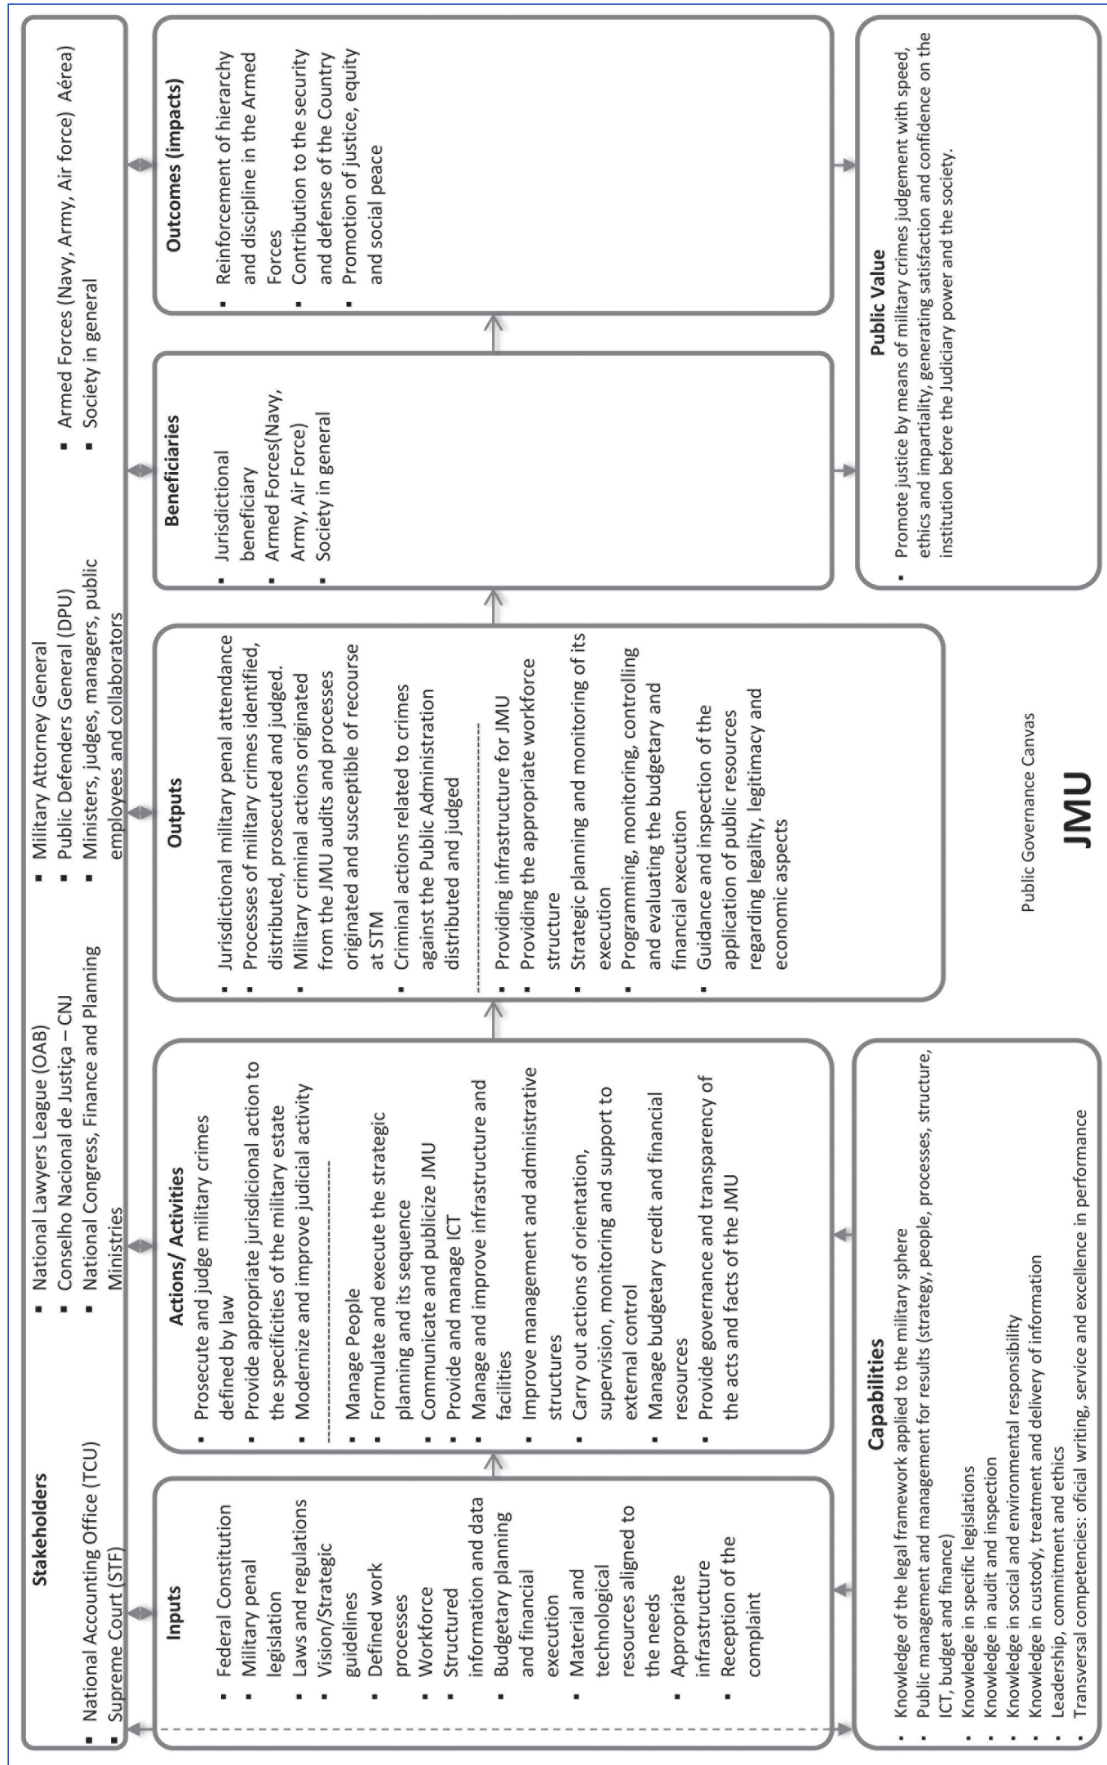 Stakeholders
▪ National Accounting Office (TCU)
▪ Supreme Court (STF)
▪ National Lawyers League (OAB)
▪ Conselho Nacional de Justiça – CNJ
▪ National Congress, Finance and Planning
Ministries
▪ Military Attorney General
▪ Public Defenders General (DPU)
▪ Ministers, judges, managers, public
employees and collaborators
▪ Armed Forces (Navy, Army, Air force) Aérea)
▪ Society in general
Inputs
▪ Federal Constitution
▪ Military penal
legislation
▪ Laws and regulations
▪ Vision/Strategic
guidelines
▪ Defined work
processes
▪ Workforce
▪ Structured
information and data
▪ Budgetary planning
and financial
execution
▪ Material and
technological
resources aligned to
the needs
▪ Appropriate
infrastructure
▪ Reception of the
complaint
Actions/ Activities
▪ Prosecute and judge military crimes
defined by law
▪ Provide appropriate jurisdicional action to
the specificities of the military estate
▪ Modernize and improve judicial activity
▪ Manage People
▪ Formulate and execute the strategic
planning and its sequence
▪ Communicate and publicize JMU
▪ Provide and manage ICT
▪ Manage and improve infrastructure and
facilities
▪ Improve management and administrative
structures
▪ Carry out actions of orientation,
supervision, monitoring and support to
external control
▪ Manage budgetary credit and financial
resources
▪ Provide governance and transparency of
the acts and facts of the JMU
Outputs
▪ Jurisdictional military penal attendance
▪ Processes of military crimes identified,
distributed, prosecuted and judged.
▪ Military criminal actions originated
from the JMU audits and processes
originated and susceptible of recourse
at STM
▪ Criminal actions related to crimes
against the Public Administration
distributed and judged
▪ Providing infrastructure for JMU
▪ Providing the appropriate workforce
structure
▪ Strategic planning and monitoring of its
execution
▪ Programming, monitoring, controlling
and evaluating the budgetary and
financial execution
▪ Guidance and inspection of the
application of public resources
regarding legality, legitimacy and
economic aspects
Beneficiaries
▪ Jurisdictional
beneficiary
▪ Armed Forces(Navy,
Army, Air Force)
▪ Society in general
Outcomes (impacts)
▪ Reinforcement of hierarchy
and discipline in the Armed
Forces
▪ Contribution to the security
and defense of the Country
▪ Promotion of justice, equity
and social peace
Capabilities
▪ Knowledge of the legal framework applied to the military sphere
▪ Public management and management for results (strategy, people, processes, structure,
ICT, budget and finance)
▪ Knowledge in specific legislations
▪ Knowledge in audit and inspection
▪ Knowledge in social and environmental responsibility
▪ Knowledge in custody, treatment and delivery of information
▪ Leadership, commitment and ethics
▪ Transversal competencies: oficial writing, service and excellence in performance
Public Governance Canvas
JMU
Public Value
▪ Promote justice by means of military crimes judgement with speed,
ethics and impartiality, generating satisfaction and confidence on the
institution before the Judiciary power and the society.